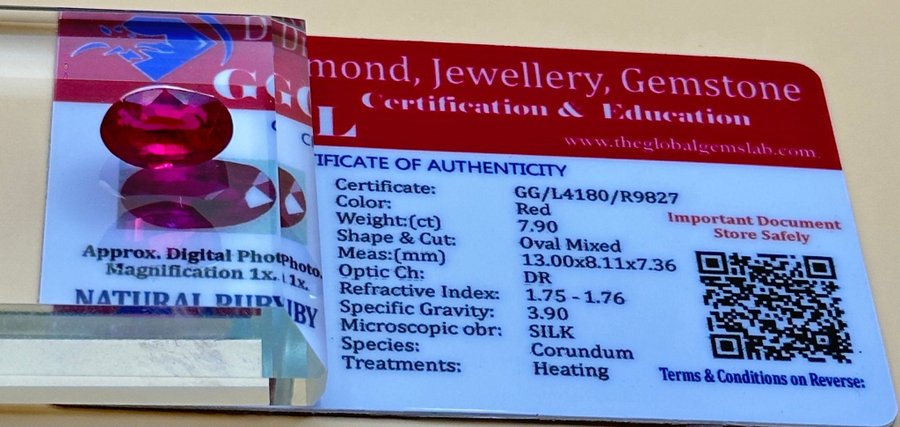 mond, Jewellery, Gemstone
GGL
Certification & Education
www.theglobalgemslab.com
TIFICATE OF AUTHENTICITY
Certificate: GG/L4180/R9827
Color: Red
Weight:(ct) 7.90
Shape & Cut: Oval Mixed
Meas:(mm) 13.00x8.11x7.36
Optic Ch: DR
Refractive Index: 1.75 - 1.76
Specific Gravity: 3.90
Microscopic obr: SILK
Species: Corundum
Treatments: Heating
Important Document
Store Safely
Terms & Conditions on Reverse:
Approx. Digital Photo
Magnification 1x.
NATURAL RUBY